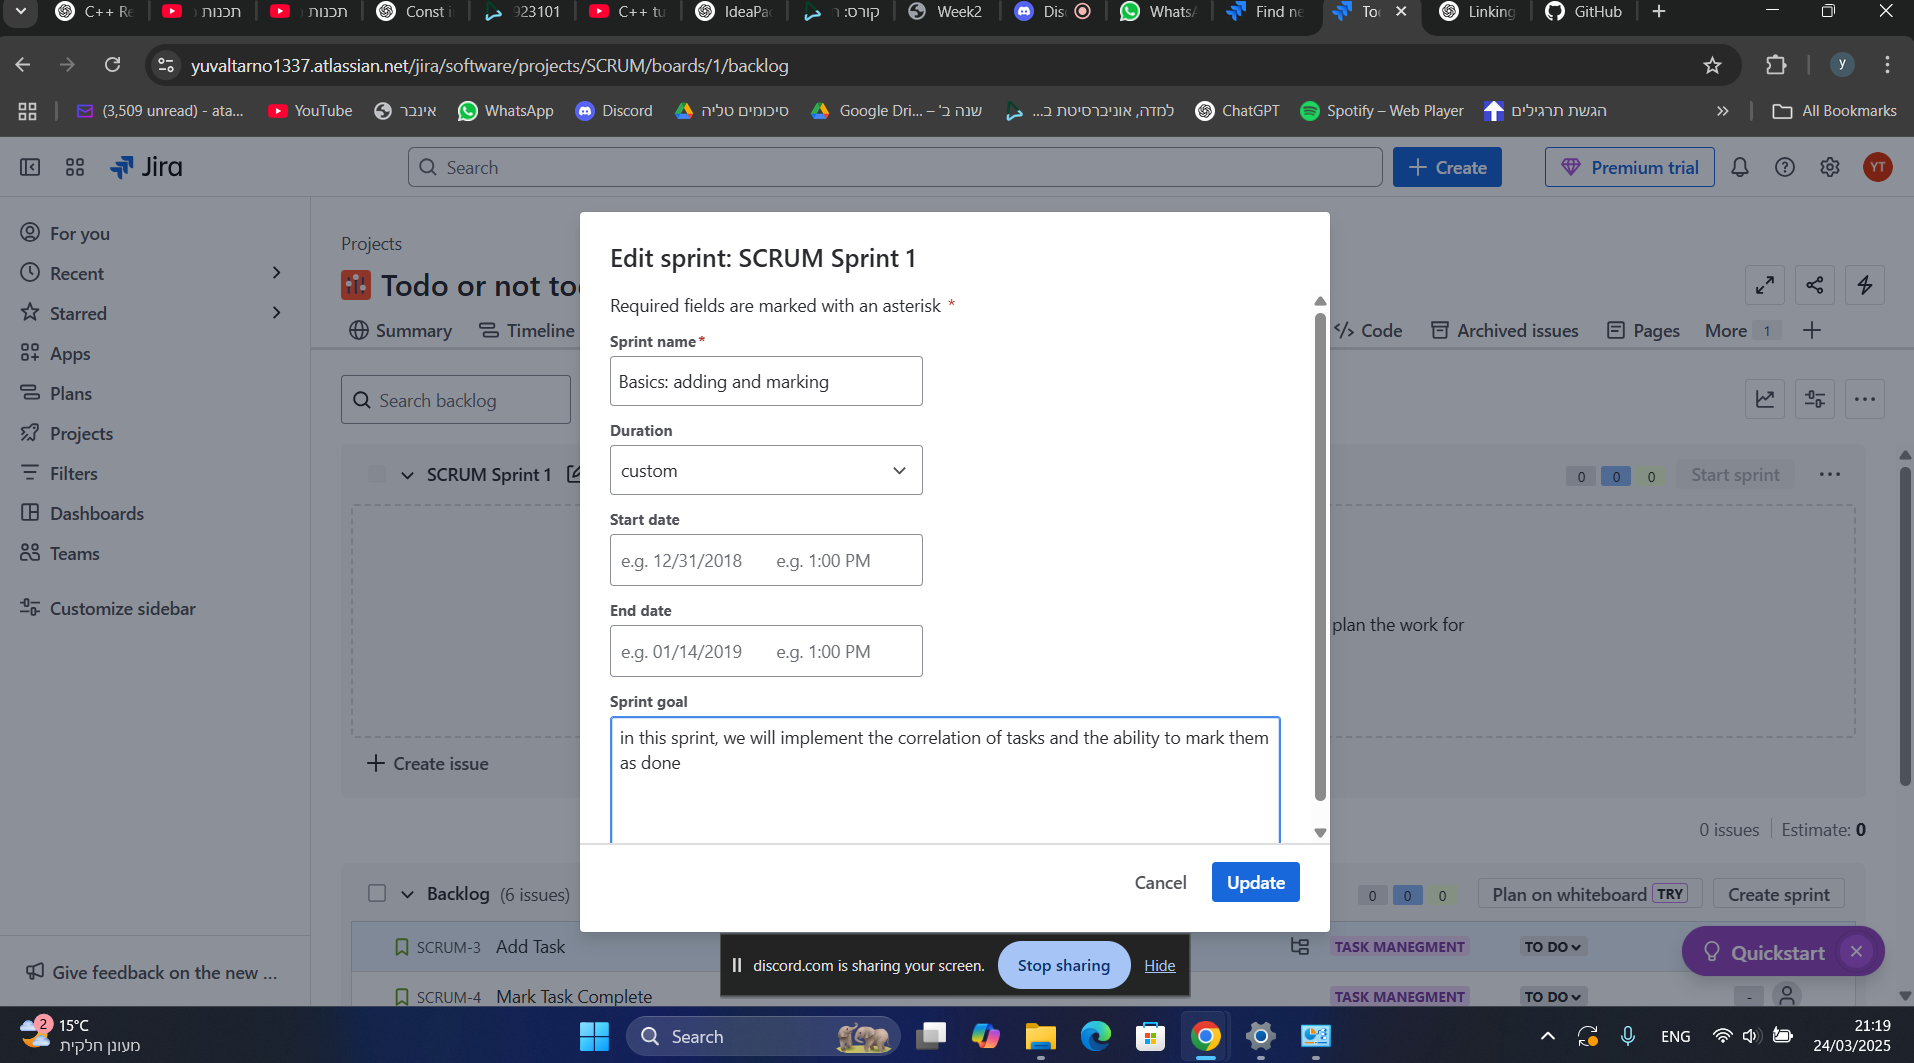 C++ Re
תכנות
תכנות
Const i
923101
C++ tu
IdeaPa
קורס:
Week2
Dis
Whats
Find ne
To
Linking
GitHub
yuvaltarno1337.atlassian.net/jira/software/projects/SCRUM/boards/1/backlog
y
(3,509 unread) - ata...
YouTube
אינבר
WhatsApp
Discord
סיכומים טליה
Google Dri... – 'שנה ב
למדה, אוניברסיטת ב...
ChatGPT
Spotify – Web Player
הגשת תרגילים
All Bookmarks
Jira
Search
Create
Premium trial
YT
For you
Recent
Starred
Apps
Plans
Projects
Filters
Dashboards
Teams
Customize sidebar
Give feedback on the new ...
Projects
Todo or not to
Summary
Timeline
Code
Archived issues
Pages
More 1
Search backlog
SCRUM Sprint 1
0 0 0
Start sprint
plan the work for
Create issue
0 issues
Estimate: 0
Backlog (6 issues)
0 0 0
Plan on whiteboard TRY
Create sprint
SCRUM-3 Add Task
TASK MANEGMENT
TO DO
SCRUM-4 Mark Task Complete
TASK MANEGMENT
TO DO
-
Quickstart
Edit sprint: SCRUM Sprint 1
Required fields are marked with an asterisk *
Sprint name*
Basics: adding and marking
Duration
custom
Start date
e.g. 12/31/2018 e.g. 1:00 PM
End date
e.g. 01/14/2019 e.g. 1:00 PM
Sprint goal
in this sprint, we will implement the correlation of tasks and the ability to mark them
as done
Cancel
Update
discord.com is sharing your screen.
Stop sharing
Hide
2
15°C
מעונן חלקית
Search
ENG
21:19
24/03/2025